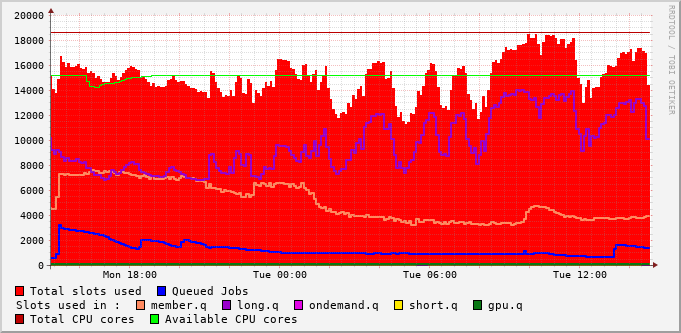 20000
18000
16000
14000
12000
10000
8000
6000
4000
2000
0
Mon 18:00 Tue 00:00 Tue 06:00 Tue 12:00
Total slots used Queued Jobs
Slots used in : member.q long.q ondemand.q short.q gpu.q
Total CPU cores Available CPU cores
RRDTOOL / TOBI OETIKER